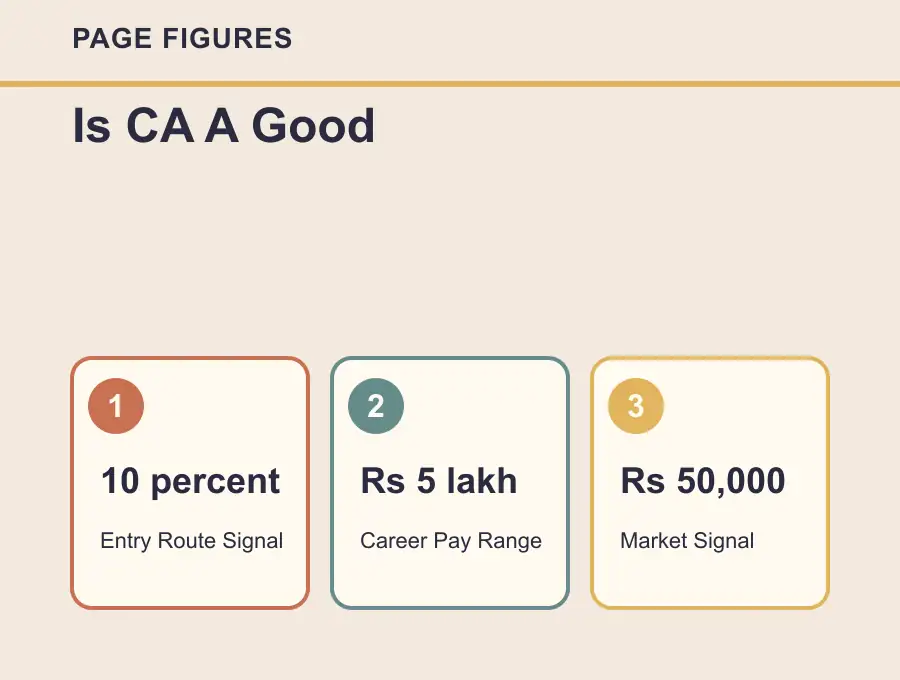 PAGE FIGURES
Is CA A Good
1
2
3
10 percent
Rs 5 lakh
Rs 50,000
Entry Route Signal
Career Pay Range
Market Signal